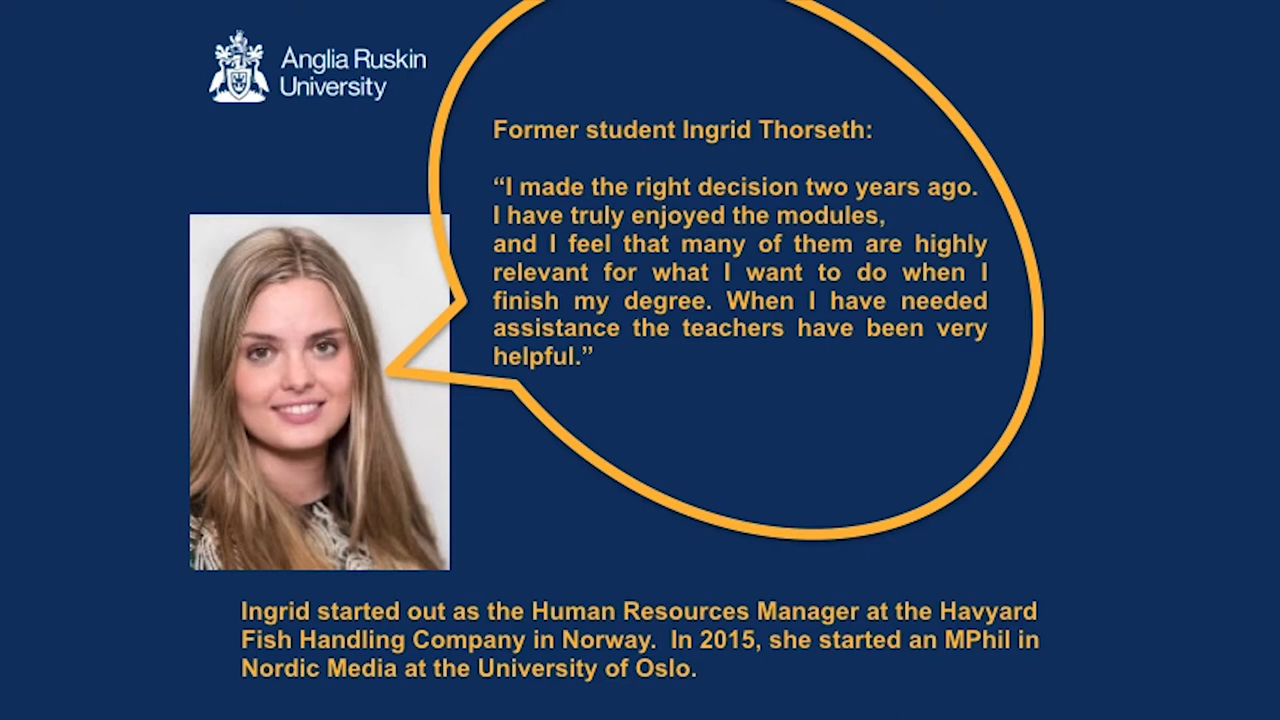 Anglia Ruskin
University
Former student Ingrid Thorseth:
“I made the right decision two years ago.
I have truly enjoyed the modules,
and I feel that many of them are highly
relevant for what I want to do when I
finish my degree. When I have needed
assistance the teachers have been very
helpful.”
Ingrid started out as the Human Resources Manager at the Havyard
Fish Handling Company in Norway.  In 2015, she started an MPhil in
Nordic Media at the University of Oslo.